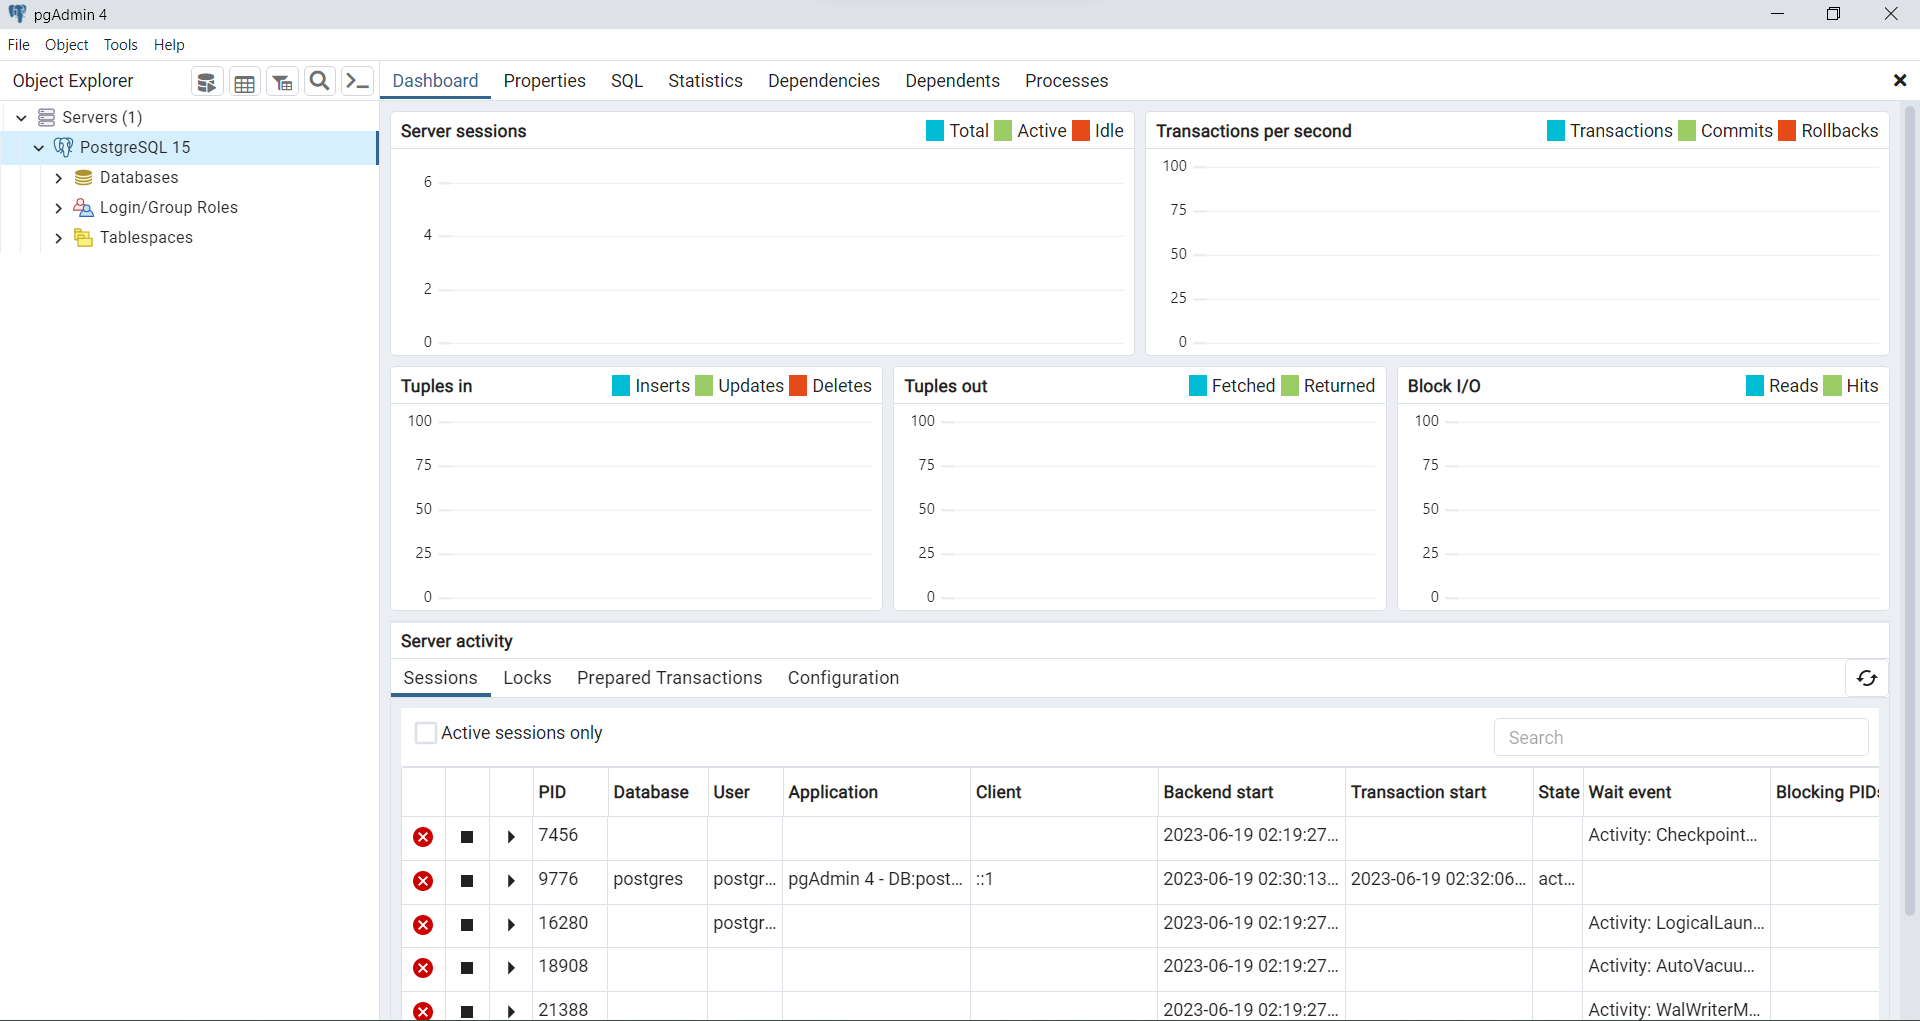 pgAdmin 4
File Object Tools Help
Object Explorer
Dashboard Properties SQL Statistics Dependencies Dependents Processes
Servers (1)
PostgreSQL 15
Databases
Login/Group Roles
Tablespaces
Server sessions Total Active Idle
6
4
2
0
Transactions per second Transactions Commits Rollbacks
100
75
50
25
0
Tuples in Inserts Updates Deletes
100
75
50
25
0
Tuples out Fetched Returned
100
75
50
25
0
Block I/O Reads Hits
100
75
50
25
0
Server activity
Sessions Locks Prepared Transactions Configuration
Active sessions only Search
PID Database User Application Client Backend start Transaction start State Wait event Blocking PIDs
7456 2023-06-19 02:19:27... Activity: Checkpoint...
9776 postgres postgr... pgAdmin 4 - DB:post... ::1 2023-06-19 02:30:13... 2023-06-19 02:32:06... act...
16280 postgr... 2023-06-19 02:19:27... Activity: LogicalLaun...
18908 2023-06-19 02:19:27... Activity: AutoVacuu...
21388 2023-06-19 02:19:27... Activity: WalWriterM...